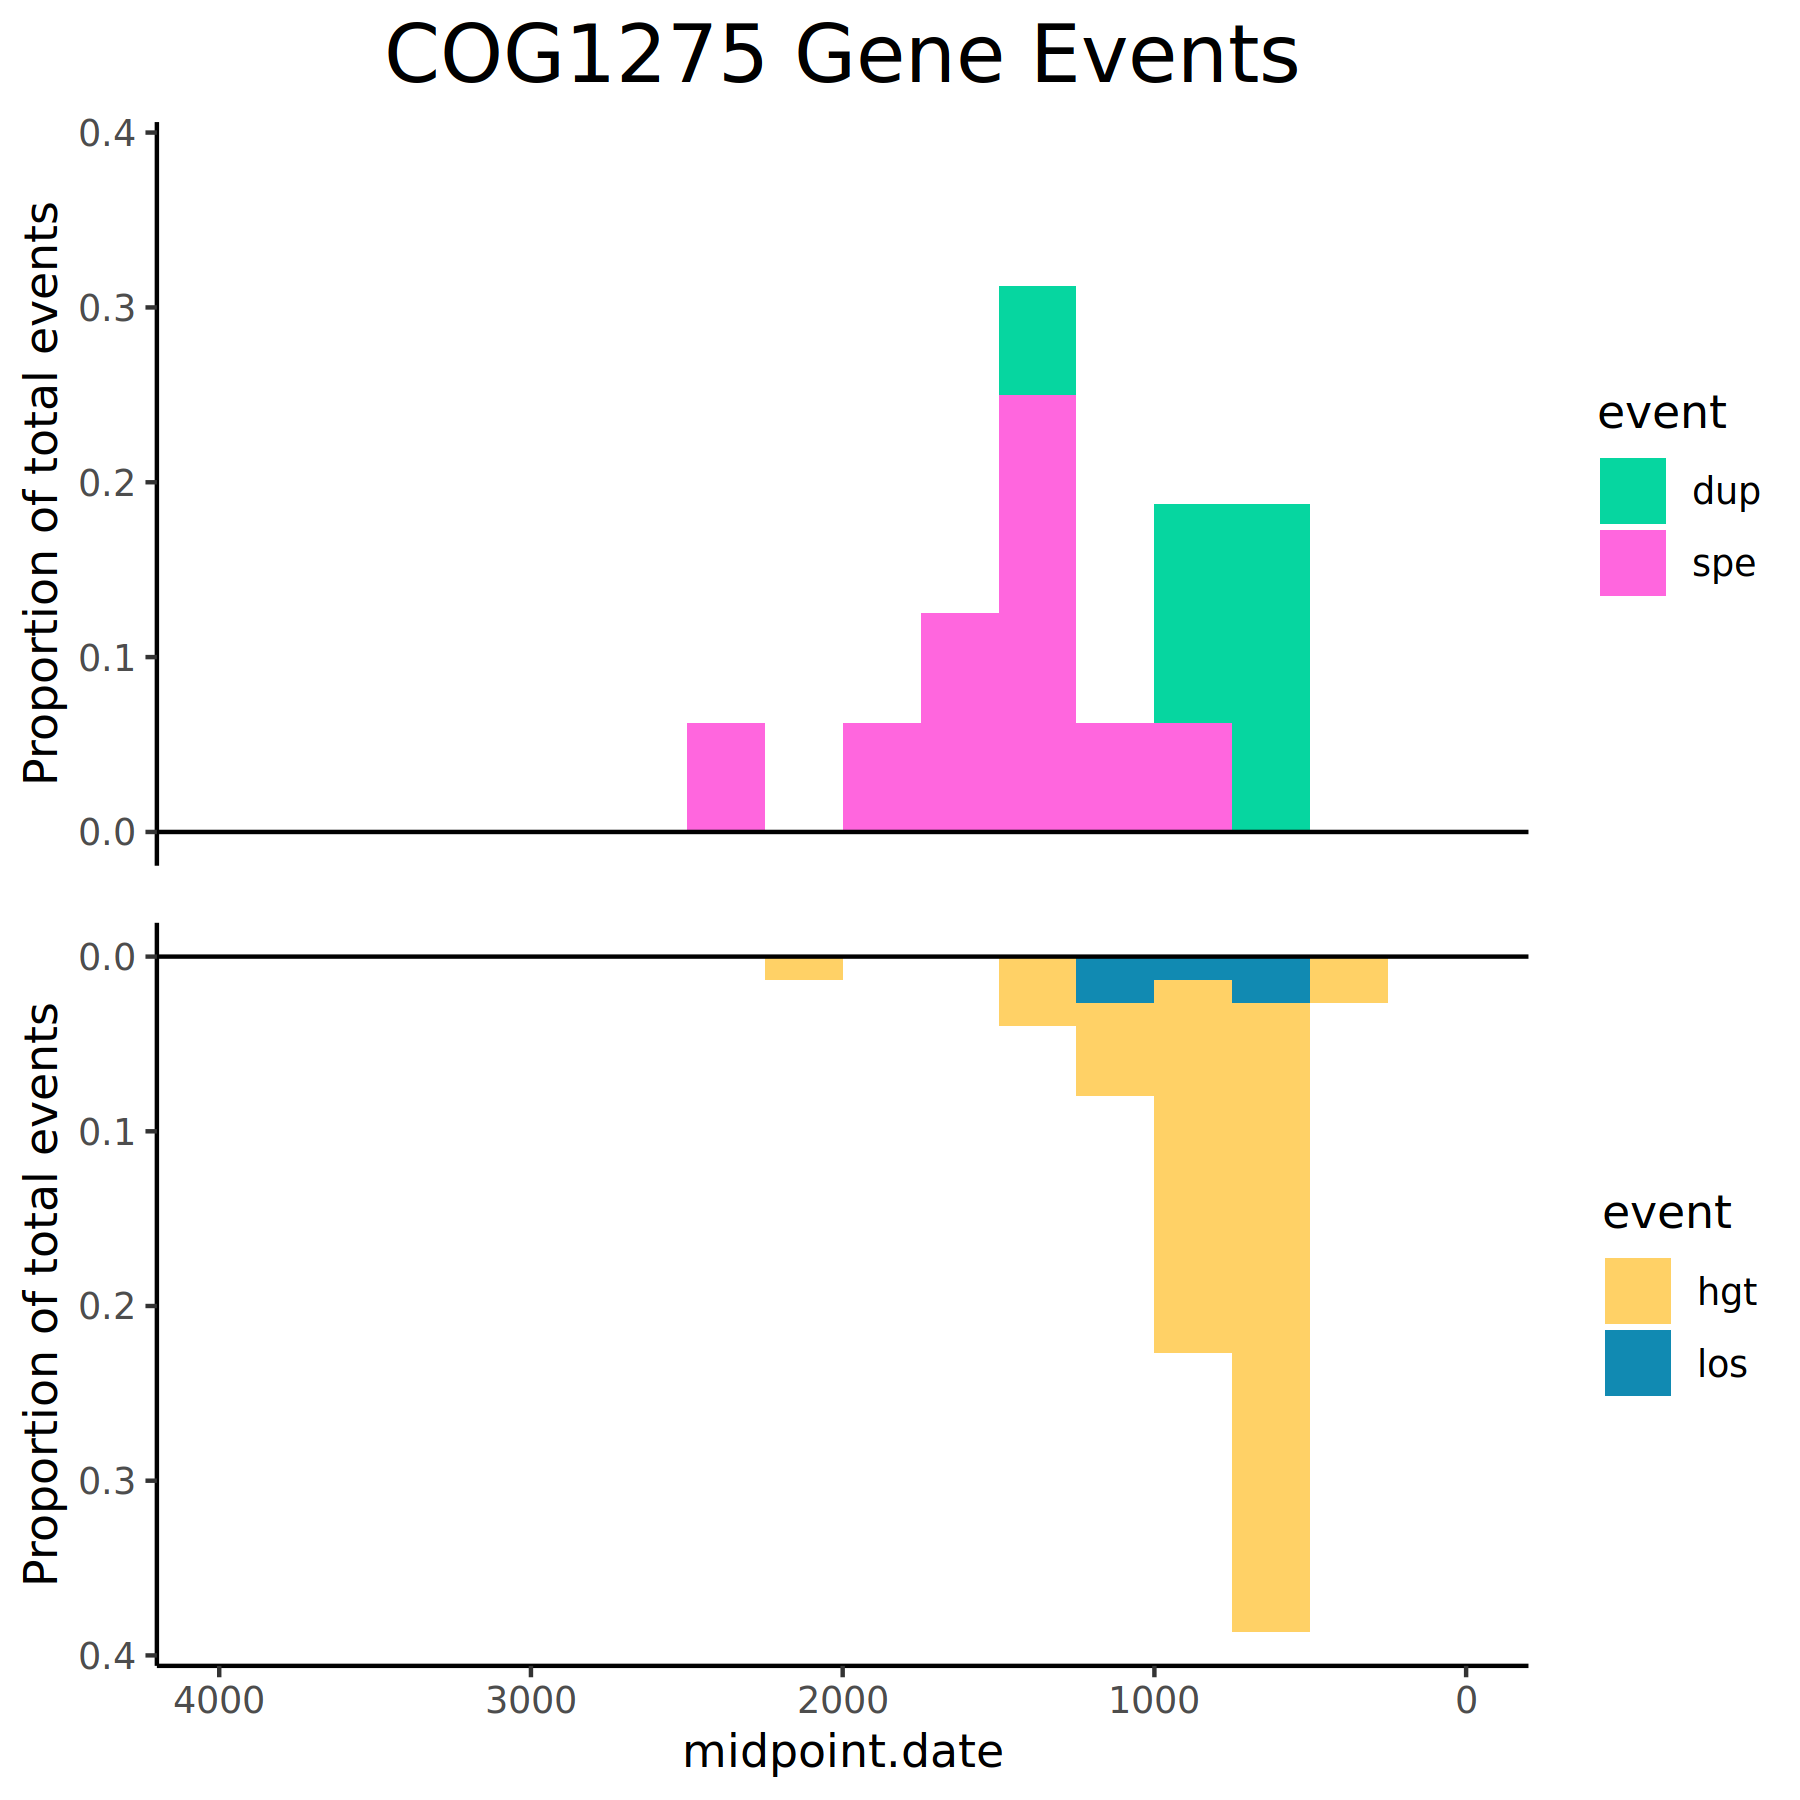 COG1275 Gene Events
Proportion of total events
0.4
0.3
0.2
0.1
0.0
event
dup
spe
Proportion of total events
0.0
0.1
0.2
0.3
0.4
event
hgt
los
4000 3000 2000 1000 0
midpoint.date